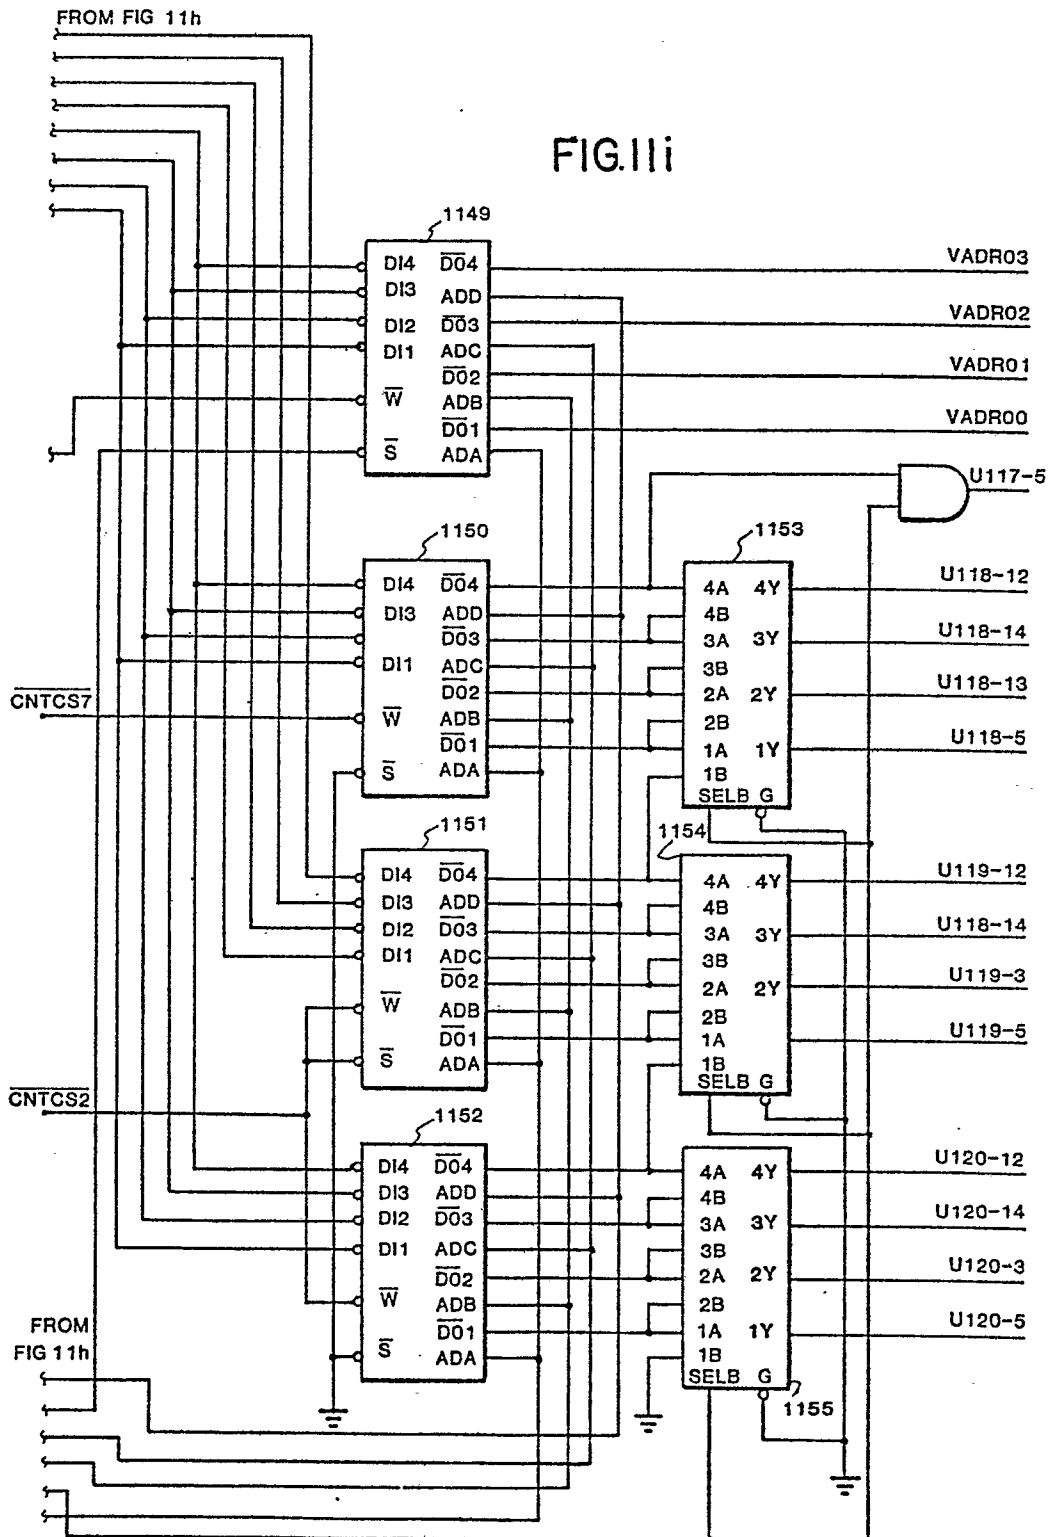 FROM FIG 11h
FIG.11i
1149
DI4 D̅O̅4 VADR03
DI3 ADD
DI2 D̅O̅3 VADR02
DI1 ADC
D̅O̅2 VADR01
W̅ ADB
D̅O̅1 VADR00
S̅ ADA
U117-5
1150
1153
DI4 D̅O̅4 4A 4Y U118-12
DI3 ADD 4B
D̅O̅3 3A 3Y U118-14
DI1 ADC 3B
D̅O̅2 2A 2Y U118-13
C̅N̅T̅C̅S̅7̅
W̅ ADB 2B
D̅O̅1 1A 1Y U118-5
S̅ ADA 1B
SELB G
1151
1154
DI4 D̅O̅4 4A 4Y U119-12
DI3 ADD 4B
DI2 D̅O̅3 3A 3Y U118-14
DI1 ADC 3B
D̅O̅2 2A 2Y U119-3
W̅ ADB 2B
D̅O̅1 1A U119-5
S̅ ADA 1B
SELB G
C̅N̅T̅C̅S̅2̅
1152
DI4 D̅O̅4 4A 4Y U120-12
DI3 ADD 4B
DI2 D̅O̅3 3A 3Y U120-14
DI1 ADC 3B
D̅O̅2 2A 2Y U120-3
W̅ ADB 2B
D̅O̅1 1A 1Y U120-5
S̅ ADA 1B
SELB G
1155
FROM
FIG 11h